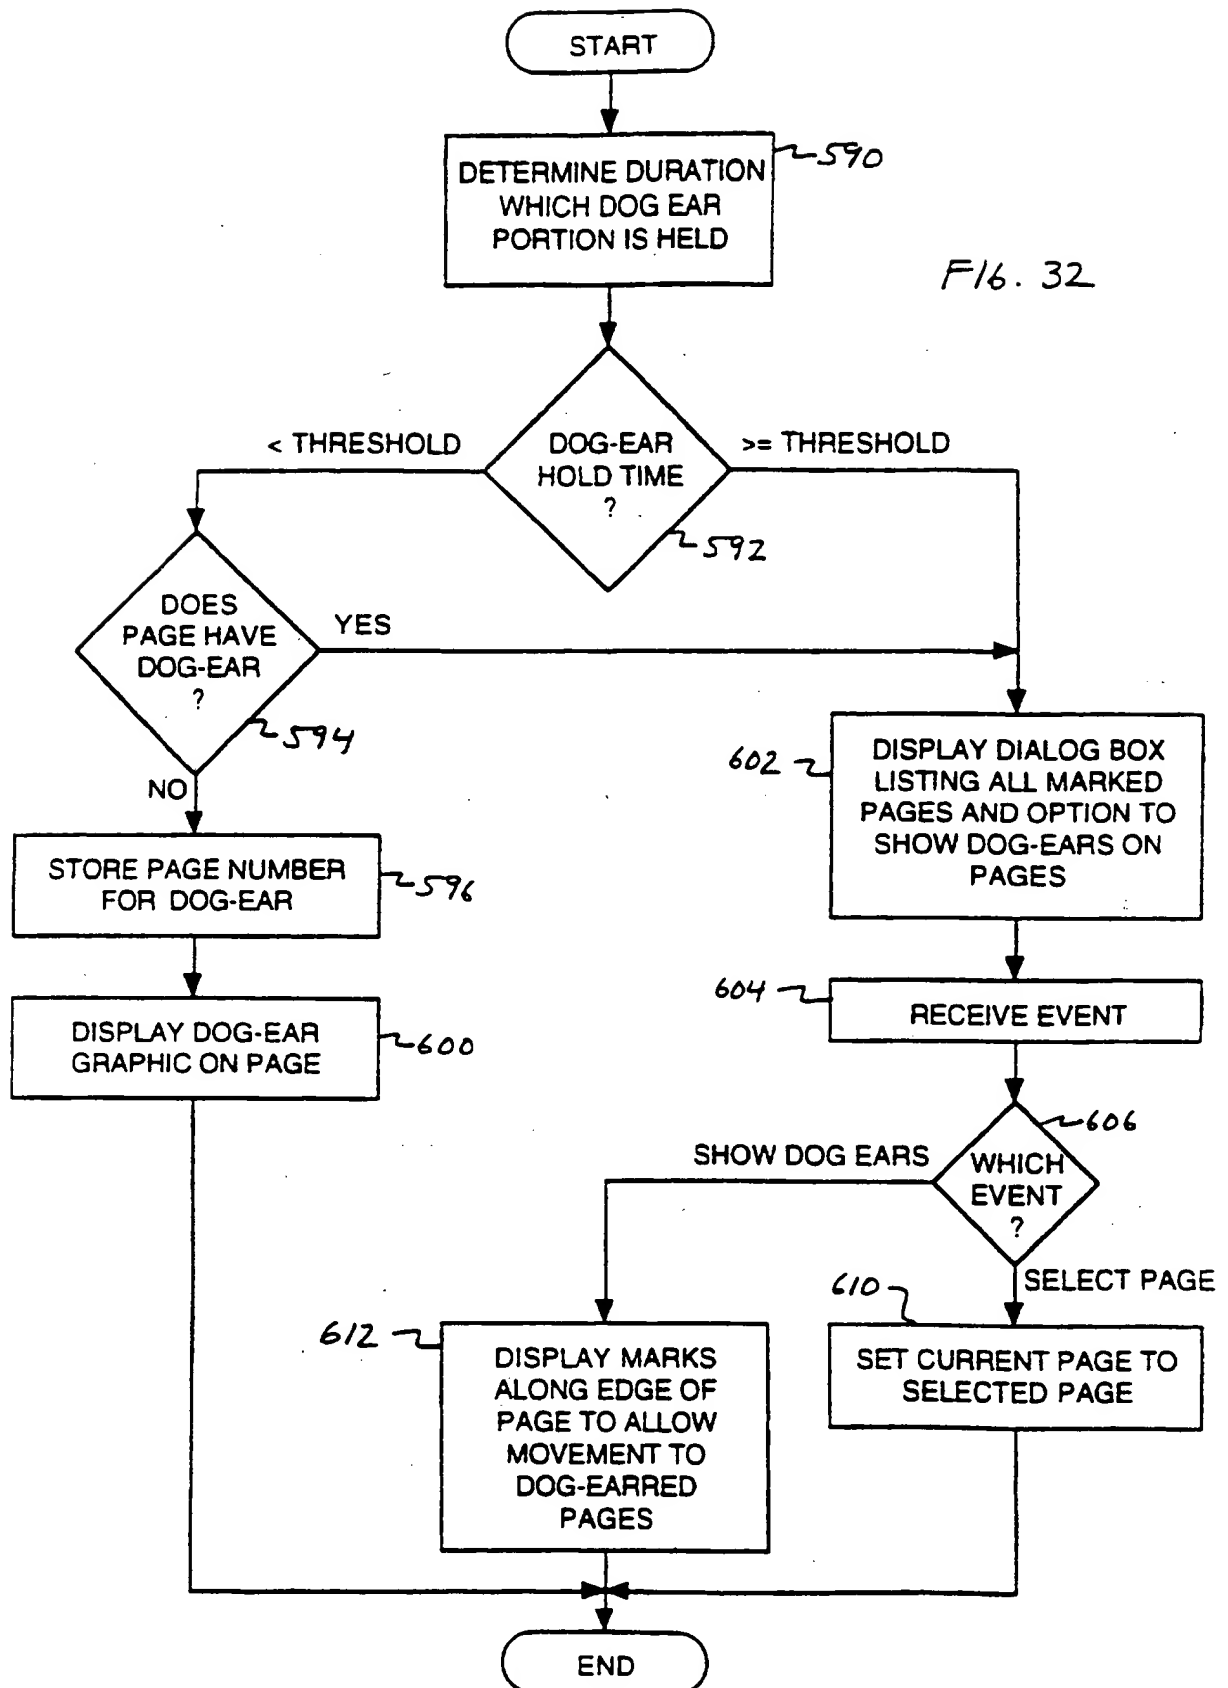 START
DETERMINE DURATION
WHICH DOG EAR
PORTION IS HELD
590
FIG. 32
< THRESHOLD
DOG-EAR
HOLD TIME
?
>= THRESHOLD
592
DOES
PAGE HAVE
DOG-EAR
?
YES
594
NO
602
DISPLAY DIALOG BOX
LISTING ALL MARKED
PAGES AND OPTION TO
SHOW DOG-EARS ON
PAGES
STORE PAGE NUMBER
FOR DOG-EAR
596
604
RECEIVE EVENT
DISPLAY DOG-EAR
GRAPHIC ON PAGE
600
606
SHOW DOG EARS
WHICH
EVENT
?
SELECT PAGE
610
612
DISPLAY MARKS
ALONG EDGE OF
PAGE TO ALLOW
MOVEMENT TO
DOG-EARRED
PAGES
SET CURRENT PAGE TO
SELECTED PAGE
END